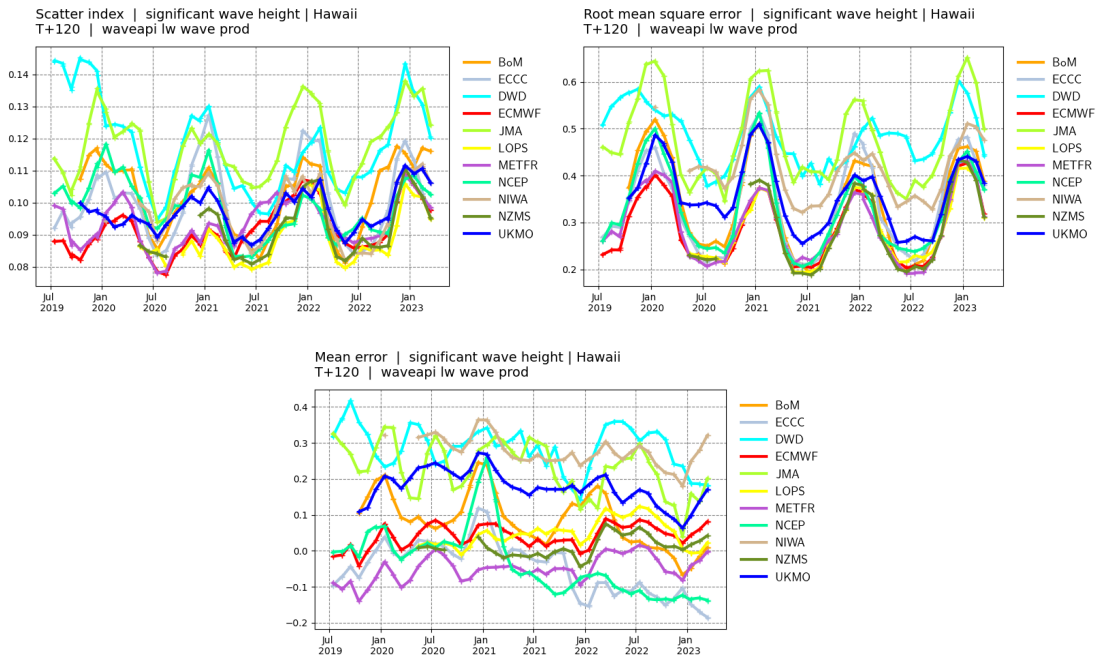 Scatter index | significant wave height | Hawaii
T+120 | waveapi lw wave prod
0.14
0.13
0.12
0.11
0.10
0.09
0.08
Jul 2019
Jan 2020
Jul 2020
Jan 2021
Jul 2021
Jan 2022
Jul 2022
Jan 2023
BoM
ECCC
DWD
ECMWF
JMA
LOPS
METFR
NCEP
NIWA
NZMS
UKMO
Root mean square error | significant wave height | Hawaii
T+120 | waveapi lw wave prod
0.6
0.5
0.4
0.3
0.2
Jul 2019
Jan 2020
Jul 2020
Jan 2021
Jul 2021
Jan 2022
Jul 2022
Jan 2023
BoM
ECCC
DWD
ECMWF
JMA
LOPS
METFR
NCEP
NIWA
NZMS
UKMO
Mean error | significant wave height | Hawaii
T+120 | waveapi lw wave prod
0.4
0.3
0.2
0.1
0.0
−0.1
−0.2
Jul 2019
Jan 2020
Jul 2020
Jan 2021
Jul 2021
Jan 2022
Jul 2022
Jan 2023
BoM
ECCC
DWD
ECMWF
JMA
LOPS
METFR
NCEP
NIWA
NZMS
UKMO